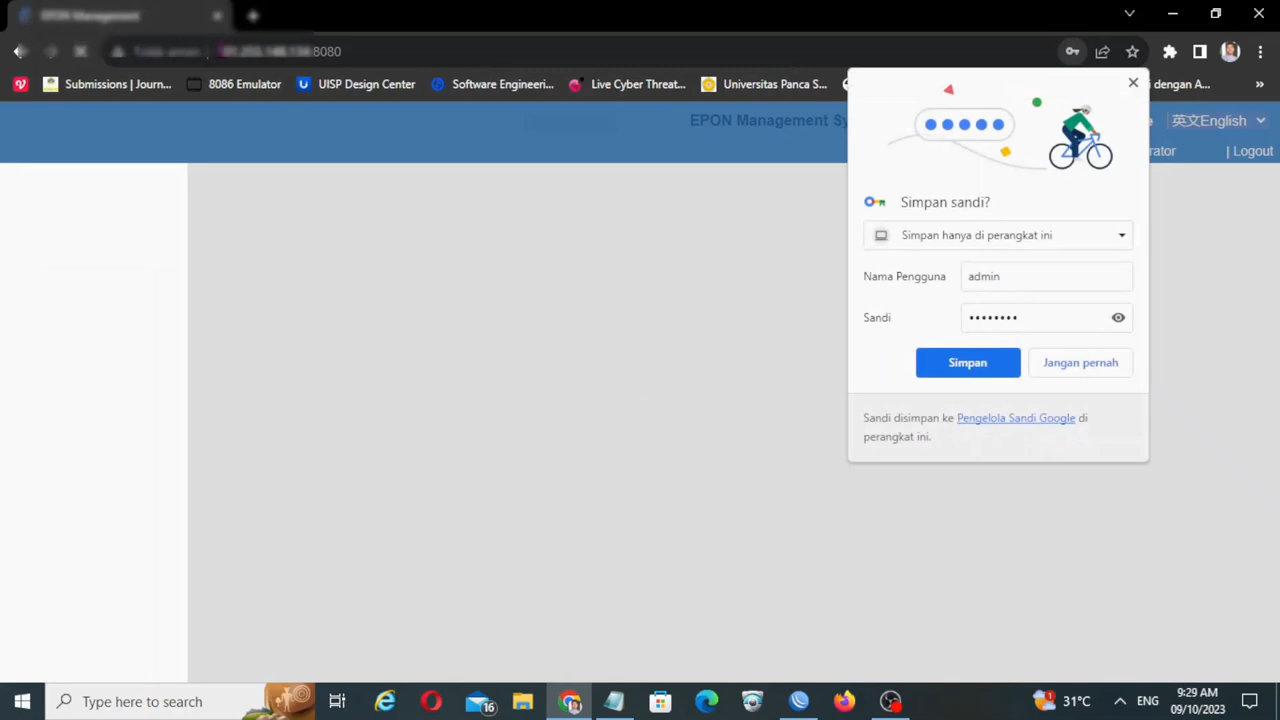 EPON Management
:8080
Submissions | Journ...
8086 Emulator
UISP Design Center
Software Engineeri...
Live Cyber Threat...
Universitas Panca S...
i dengan A...
»
EPON Management Sy
英文English
rator
| Logout
Simpan sandi?
Simpan hanya di perangkat ini
Nama Pengguna
admin
Sandi
••••••••
Simpan
Jangan pernah
Sandi disimpan ke Pengelola Sandi Google di
perangkat ini.
Type here to search
16
1
31°C
ENG
9:29 AM
09/10/2023